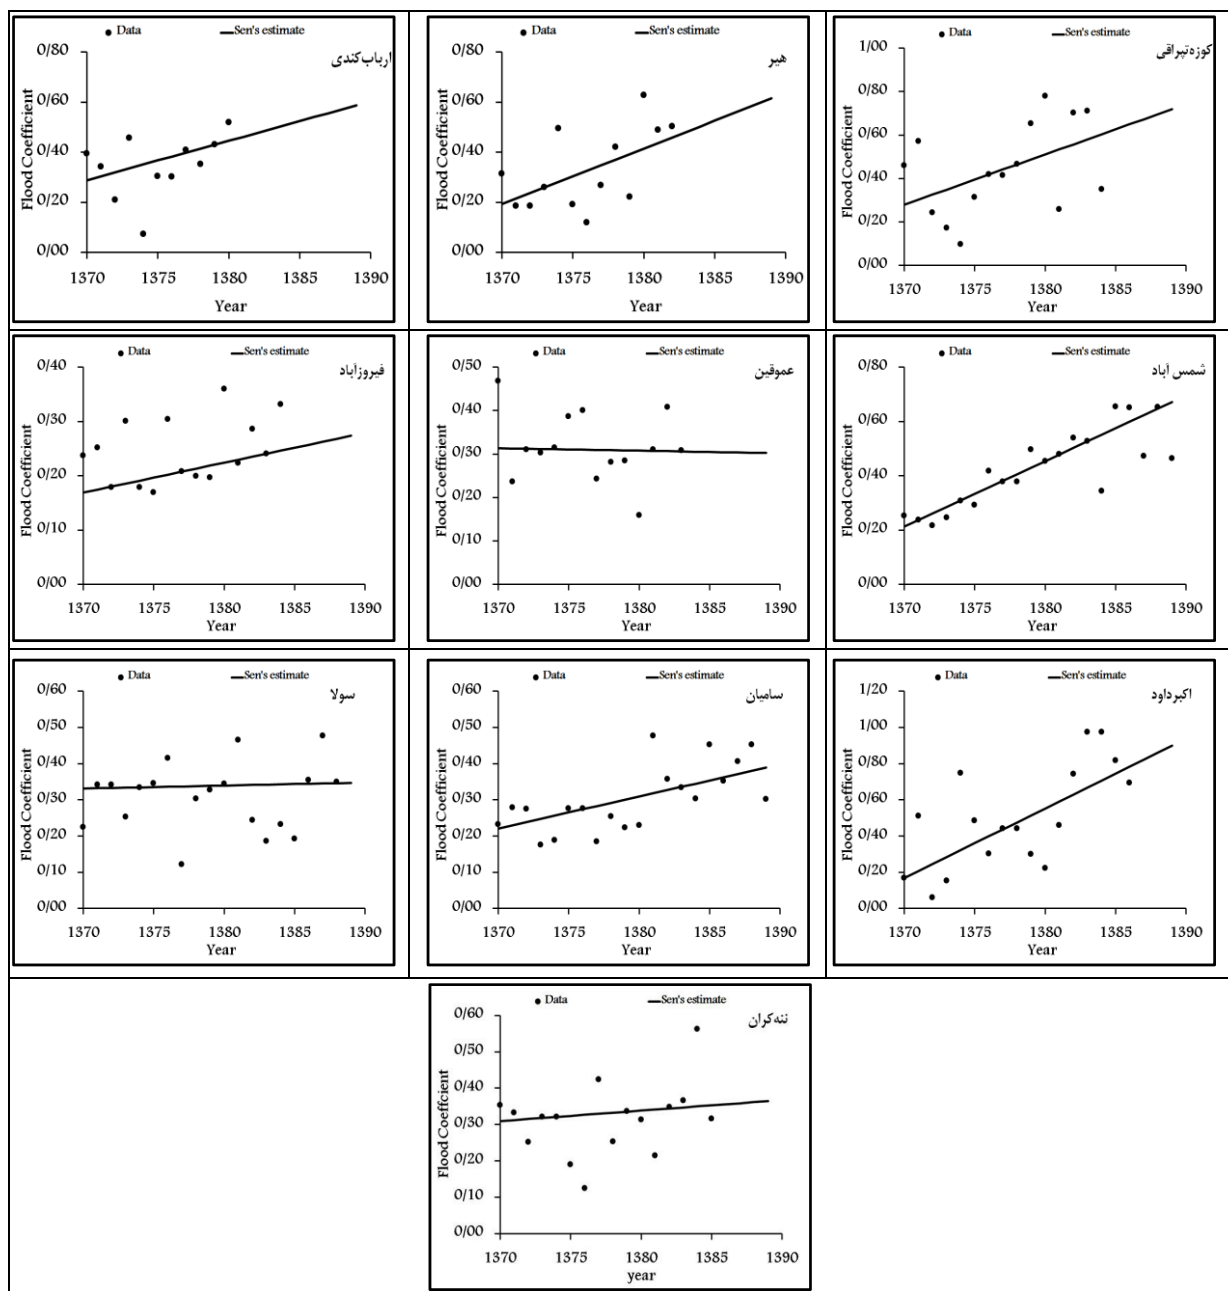 Data Sen's estimate
ارباب‌کندی
Flood Coefficient
0/80
0/60
0/40
0/20
0/00
1370 1375 1380 1385 1390
Year
Data Sen's estimate
هیر
Flood Coefficient
0/80
0/60
0/40
0/20
0/00
1370 1375 1380 1385 1390
Year
Data Sen's estimate
کوزه‌تپراقی
Flood Coefficient
1/00
0/80
0/60
0/40
0/20
0/00
1370 1375 1380 1385 1390
Year
Data Sen's estimate
فیروزآباد
Flood Coefficient
0/40
0/30
0/20
0/10
0/00
1370 1375 1380 1385 1390
Year
Data Sen's estimate
عموقین
Flood Coefficient
0/50
0/40
0/30
0/20
0/10
0/00
1370 1375 1380 1385 1390
Year
Data Sen's estimate
شمس آباد
Flood Coefficient
0/80
0/60
0/40
0/20
0/00
1370 1375 1380 1385 1390
Year
Data Sen's estimate
سولا
Flood Coefficient
0/60
0/50
0/40
0/30
0/20
0/10
0/00
1370 1375 1380 1385 1390
Year
Data Sen's estimate
سامیان
Flood Coefficient
0/60
0/50
0/40
0/30
0/20
0/10
0/00
1370 1375 1380 1385 1390
Year
Data Sen's estimate
اکبرداود
Flood Coefficient
1/20
1/00
0/80
0/60
0/40
0/20
0/00
1370 1375 1380 1385 1390
Year
Data Sen's estimate
ننه‌کران
Flood Coeffcient
0/60
0/50
0/40
0/30
0/20
0/10
0/00
1370 1375 1380 1385 1390
year